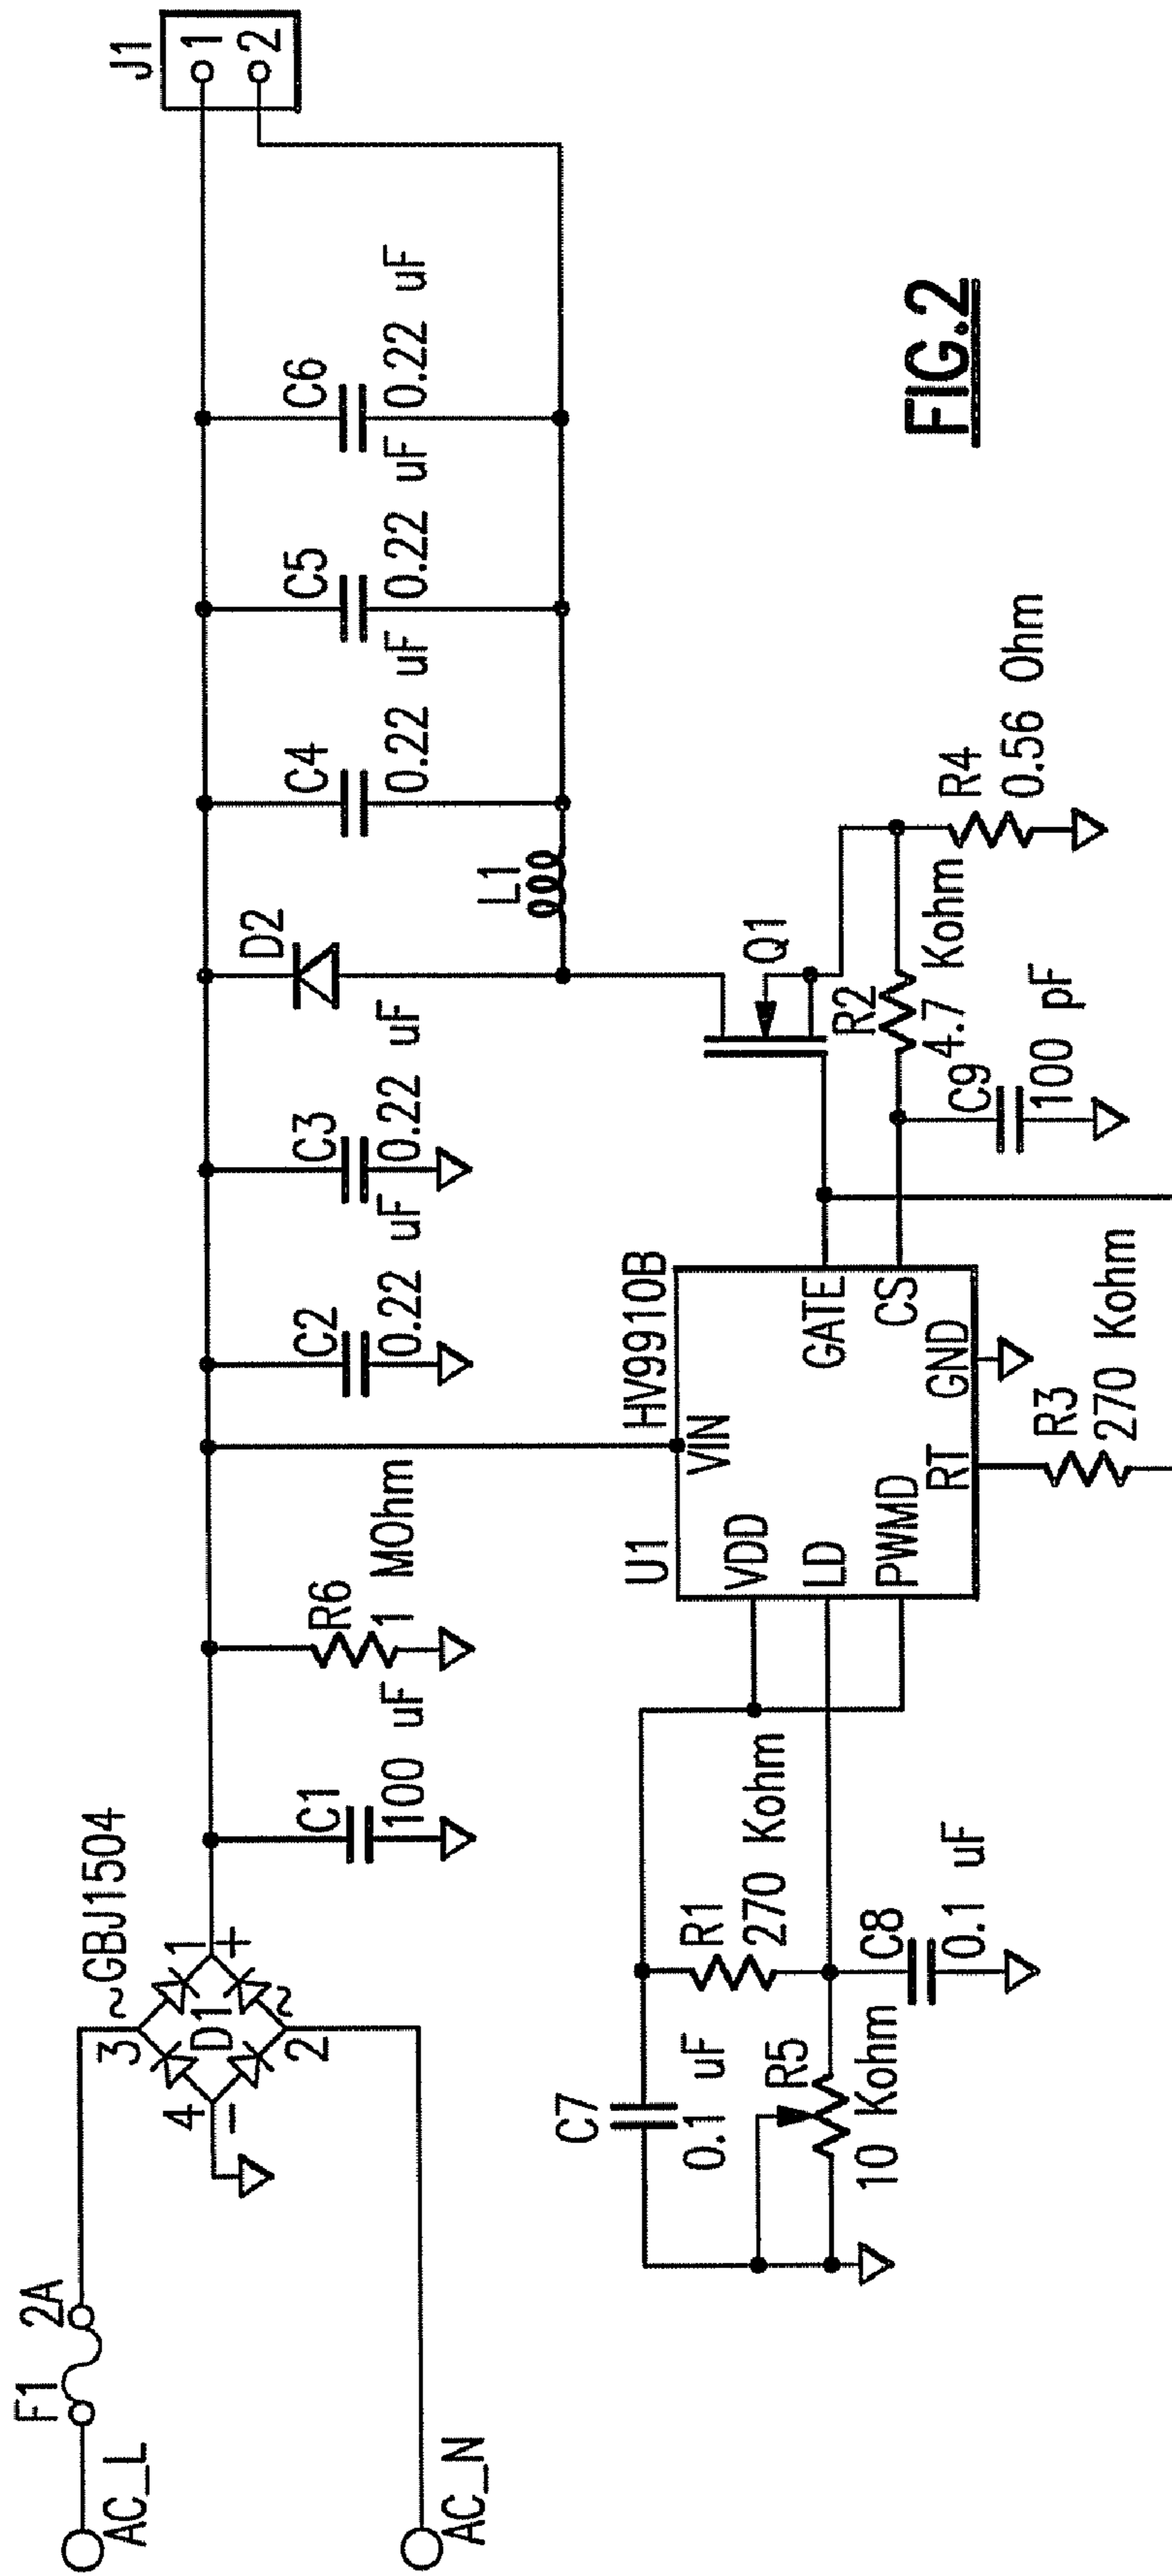 F1 2A
AC_L
AC_N
3 ~GBJ1504
4 D1 1
- +
2 ~
C1
100 uF
R6
1 MOhm
C2
0.22 uF
C3
0.22 uF
D2
L1
C4
0.22 uF
C5
0.22 uF
C6
0.22 uF
J1
1
2
C7
0.1 uF
R1
270 Kohm
R5
10 Kohm
C8
0.1 uF
U1 HV9910B
VIN
VDD
LD
PWMD
RT
GND
GATE
CS
R3
270 Kohm
Q1
R2
4.7 Kohm
C9
100 pF
R4
0.56 Ohm
FIG.2